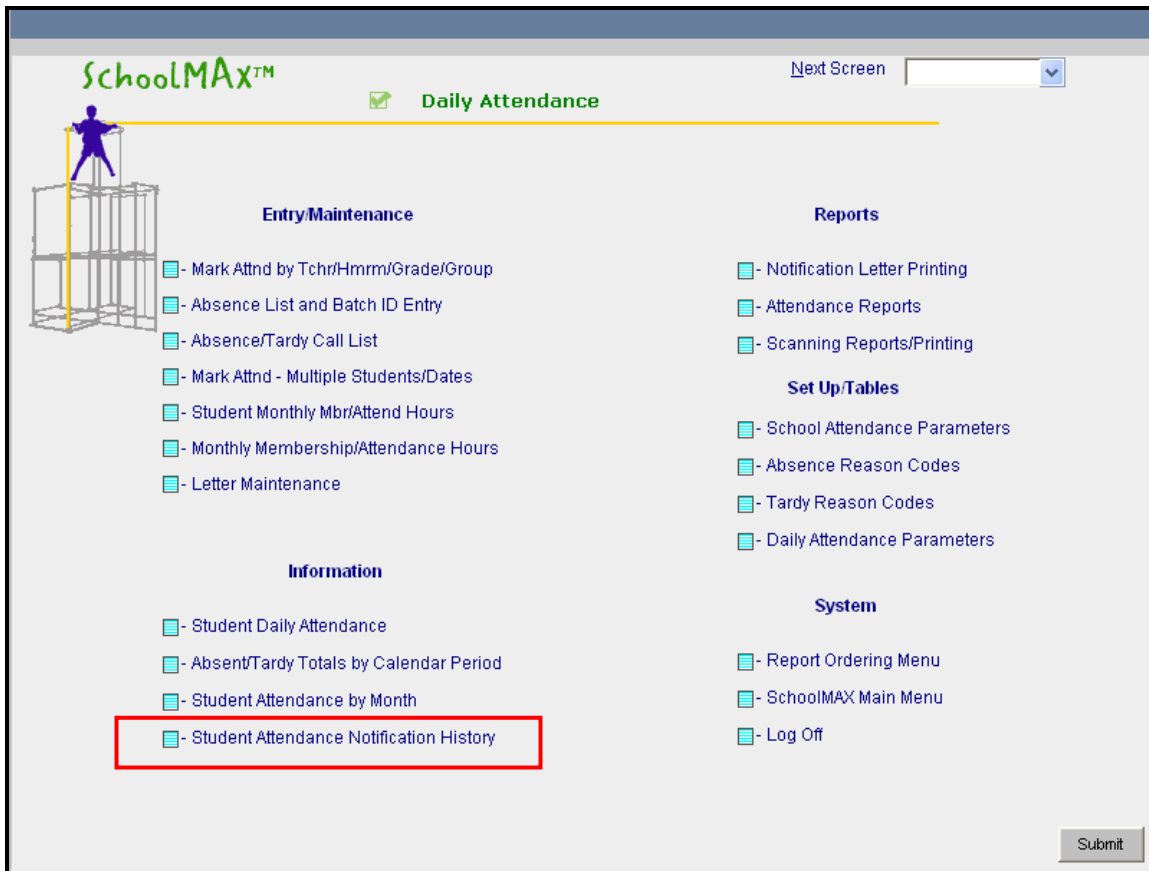 SchoolMAX™
Next Screen
Daily Attendance
Entry/Maintenance
- Mark Attnd by Tchr/Hmrm/Grade/Group
- Absence List and Batch ID Entry
- Absence/Tardy Call List
- Mark Attnd - Multiple Students/Dates
- Student Monthly Mbr/Attend Hours
- Monthly Membership/Attendance Hours
- Letter Maintenance
Information
- Student Daily Attendance
- Absent/Tardy Totals by Calendar Period
- Student Attendance by Month
- Student Attendance Notification History
Reports
- Notification Letter Printing
- Attendance Reports
- Scanning Reports/Printing
Set Up/Tables
- School Attendance Parameters
- Absence Reason Codes
- Tardy Reason Codes
- Daily Attendance Parameters
System
- Report Ordering Menu
- SchoolMAX Main Menu
- Log Off
Submit